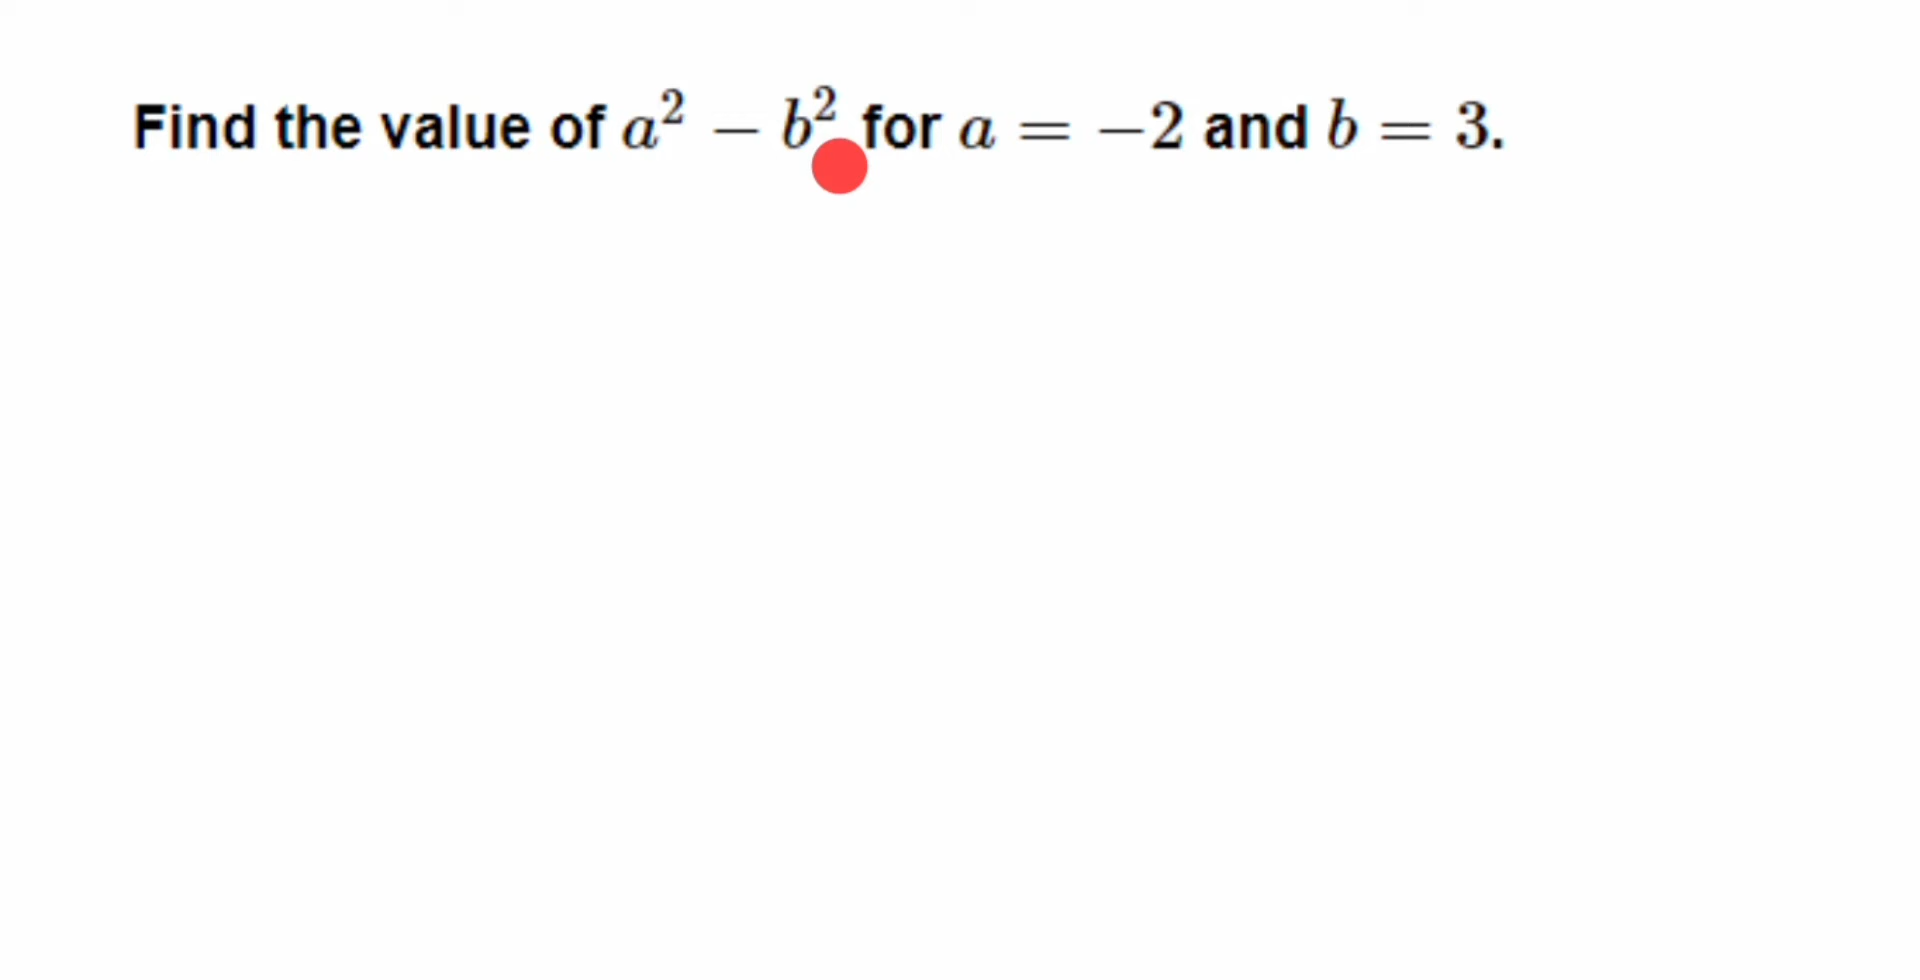 Find the value of a² − b² for a = −2 and b = 3.